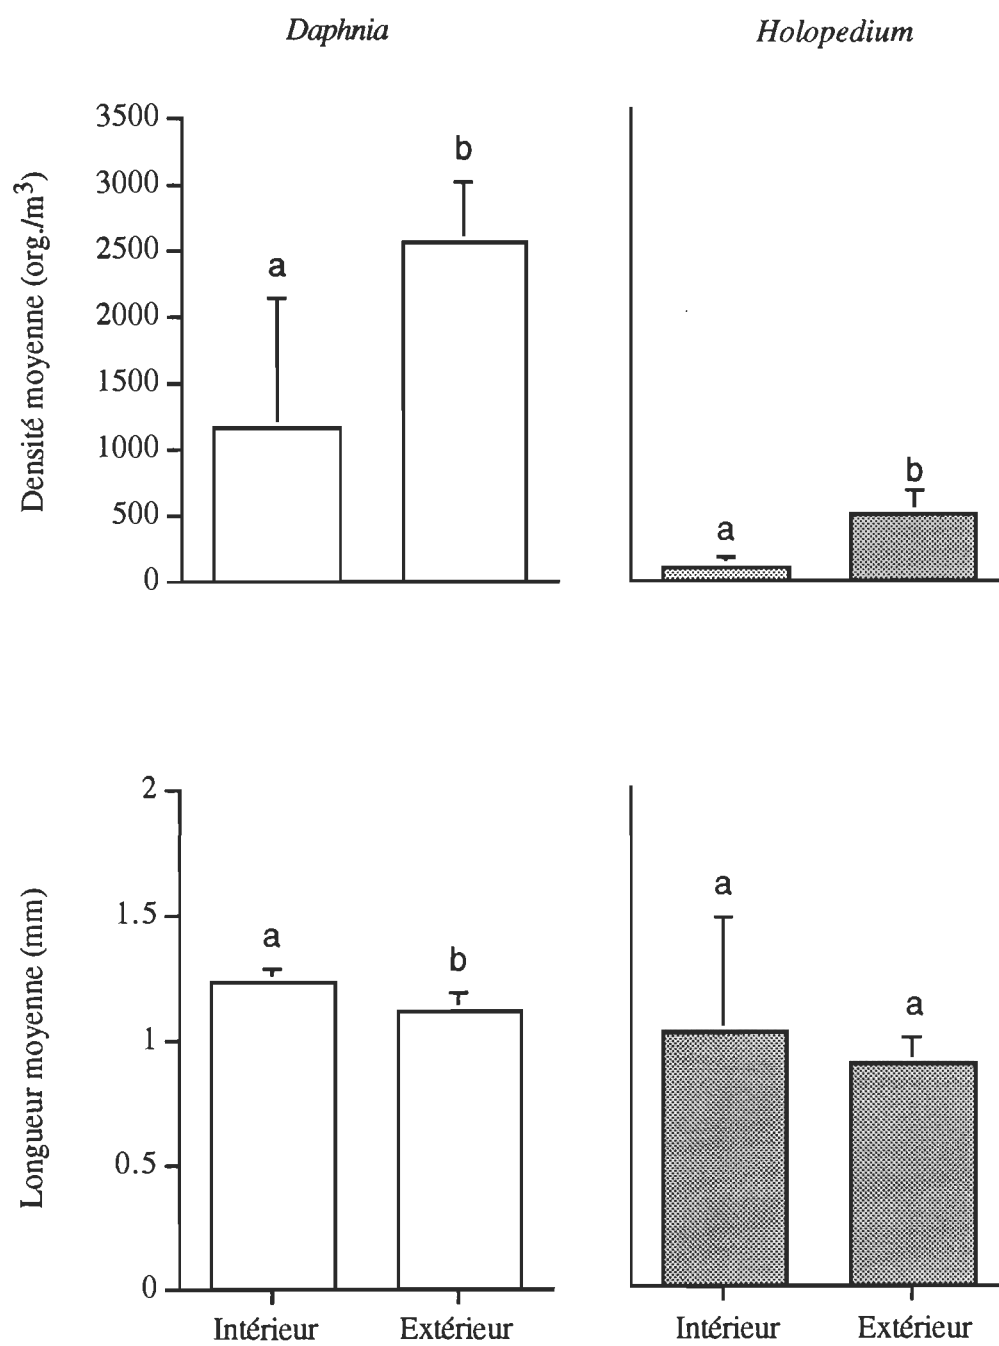 Daphnia
Holopedium
Densité moyenne (org./m³)
3500
3000
2500
2000
1500
1000
500
0
a
b
a
b
Longueur moyenne (mm)
2
1.5
1
0.5
0
a
b
a
a
Intérieur
Extérieur
Intérieur
Extérieur